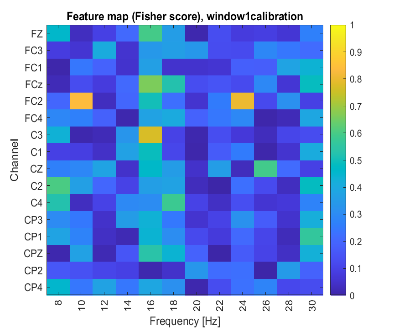 Feature map (Fisher score), window1calibration
Channel
FZ
FC3
FC1
FCz
FC2
FC4
C3
C1
CZ
C2
C4
CP3
CP1
CPZ
CP2
CP4
8 10 12 14 16 18 20 22 24 26 28 30
Frequency [Hz]
1
0.9
0.8
0.7
0.6
0.5
0.4
0.3
0.2
0.1
0